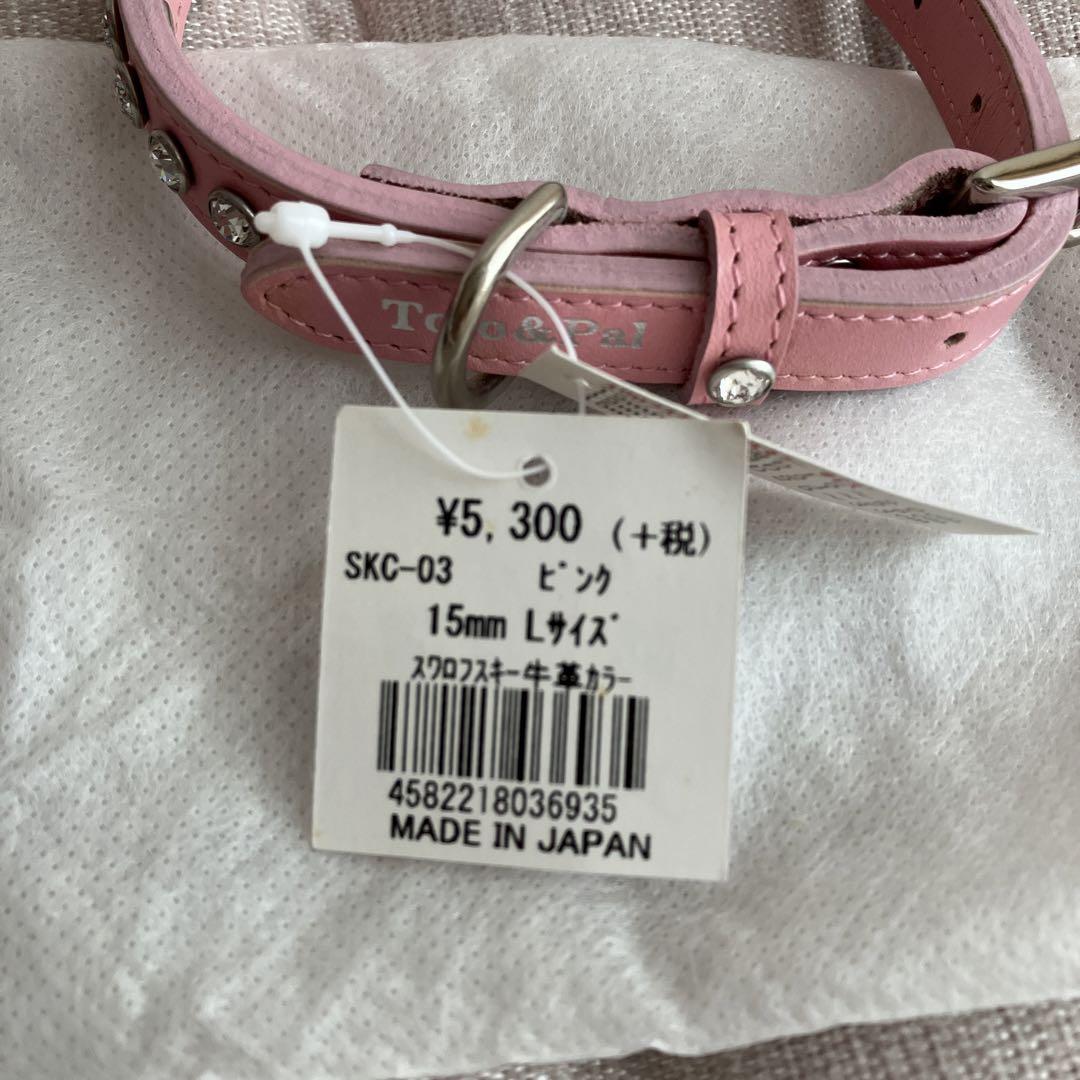 &Pal
¥5,300 (+税)
SKC-03 ﾋﾟﾝｸ
15mm Lｻｲｽﾞ
ｽﾜﾛﾌｽｷｰ牛革ｶﾗｰ
4582218036935
MADE IN JAPAN